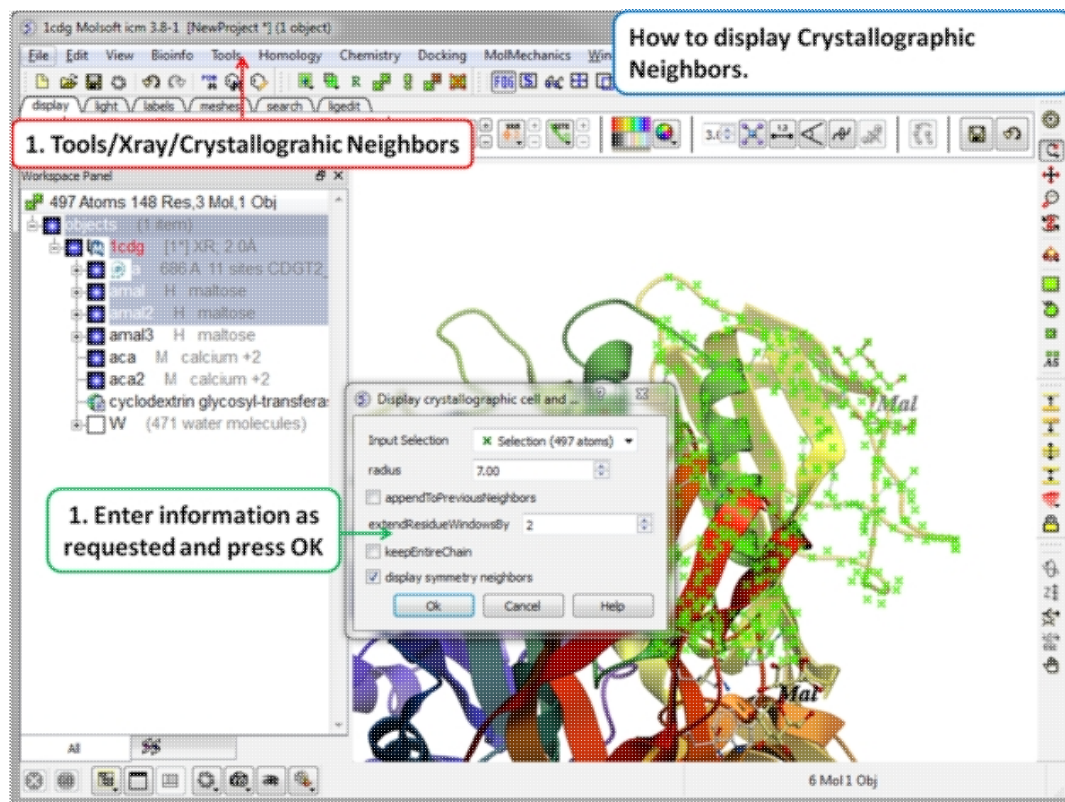 1cdg Molsoft icm 3.8-1 [NewProject *] (1 object)
How to display Crystallographic
Neighbors.
File Edit View Bioinfo Tools Homology Chemistry Docking MolMechanics Win
display light labels meshes search ligedit
1. Tools/Xray/Crystallograhic Neighbors
Workspace Panel
497 Atoms 148 Res,3 Mol,1 Obj
objects (1 item)
1cdg [1*] XR, 2.0A
a 686 A 11 sites CDGT2_
amal H maltose
amal2 H maltose
amal3 H maltose
aca M calcium +2
aca2 M calcium +2
cyclodextrin glycosyl-transferas
W (471 water molecules)
Mal
Display crystallographic cell and ...
Input Selection Selection (497 atoms)
radius 7.00
appendToPreviousNeighbors
1. Enter information as
requested and press OK
extendResidueWindowsBy 2
keepEntireChain
display symmetry neighbors
Ok Cancel Help
Mal
All
6 Mol 1 Obj